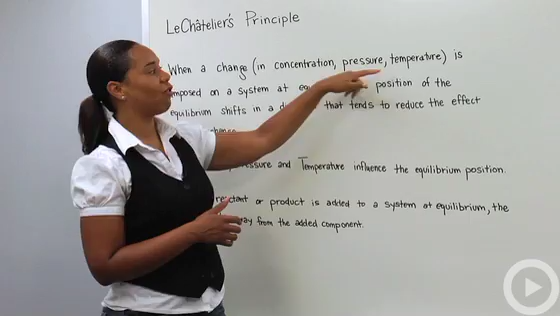 LeChâtelier's Principle
When a change (in concentration, pressure, temperature) is
imposed on a system at position of the
equilibrium shifts in a that tends to reduce the effect
Pressure and Temperature influence the equilibrium position.
reactant or product is added to a system at equilibrium, the
away from the added component.